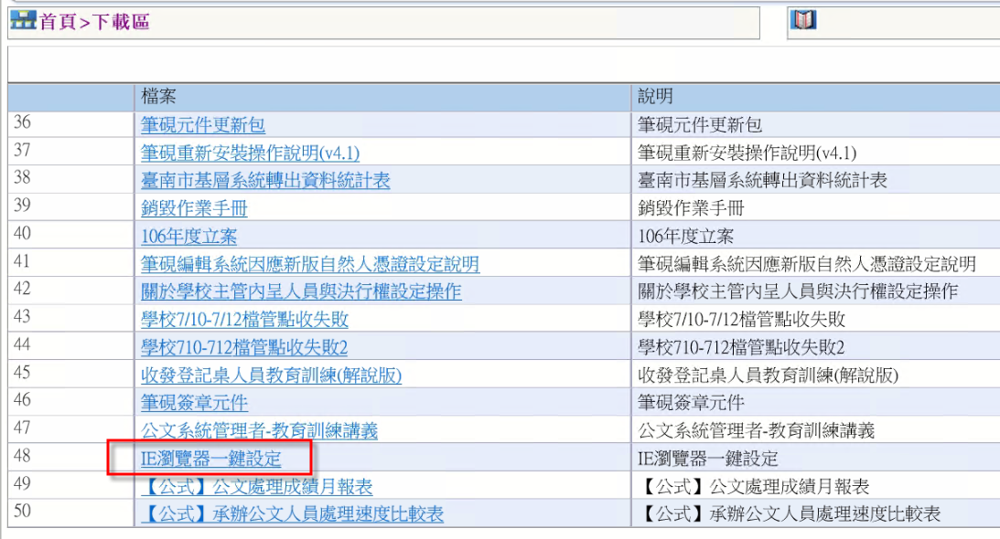 首頁>下載區
檔案 說明
36 筆硯元件更新包 筆硯元件更新包
37 筆硯重新安裝操作說明(v4.1) 筆硯重新安裝操作說明(v4.1)
38 臺南市基層系統轉出資料統計表 臺南市基層系統轉出資料統計表
39 銷毀作業手冊 銷毀作業手冊
40 106年度立案 106年度立案
41 筆硯編輯系統因應新版自然人憑證設定說明 筆硯編輯系統因應新版自然人憑證設定說明
42 關於學校主管內呈人員與決行權設定操作 關於學校主管內呈人員與決行權設定操作
43 學校7/10-7/12檔管點收失敗 學校7/10-7/12檔管點收失敗
44 學校710-712檔管點收失敗2 學校710-712檔管點收失敗2
45 收發登記桌人員教育訓練(解說版) 收發登記桌人員教育訓練(解說版)
46 筆硯簽章元件 筆硯簽章元件
47 公文系統管理者-教育訓練講義 公文系統管理者-教育訓練講義
48 IE瀏覽器一鍵設定 IE瀏覽器一鍵設定
49 【公式】公文處理成績月報表 【公式】公文處理成績月報表
50 【公式】承辦公文人員處理速度比較表 【公式】承辦公文人員處理速度比較表